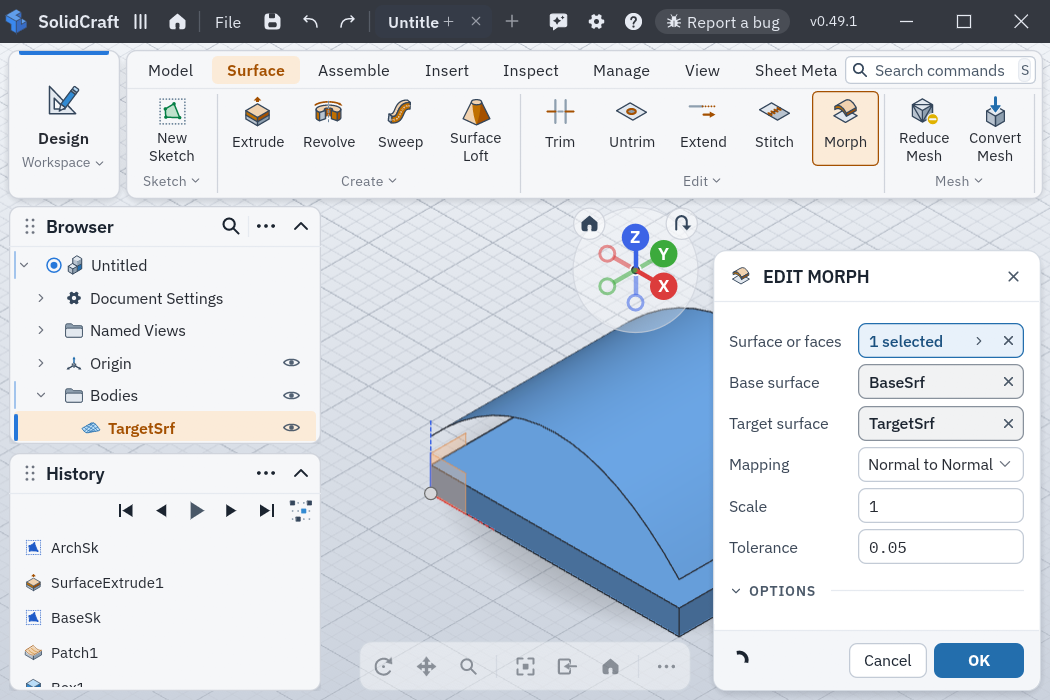 SolidCraft
File
Untitle
Report a bug
v0.49.1
Design
Workspace
Model
Surface
Assemble
Insert
Inspect
Manage
View
Sheet Meta
Search commands
S
New Sketch
Extrude
Revolve
Sweep
Surface Loft
Trim
Untrim
Extend
Stitch
Morph
Reduce Mesh
Convert Mesh
Sketch
Create
Edit
Mesh
Browser
Untitled
Document Settings
Named Views
Origin
Bodies
TargetSrf
History
ArchSk
SurfaceExtrude1
BaseSk
Patch1
Box1
Z
Y
X
EDIT MORPH
Surface or faces
1 selected
Base surface
BaseSrf
Target surface
TargetSrf
Mapping
Normal to Normal
Scale
1
Tolerance
0.05
OPTIONS
Cancel
OK